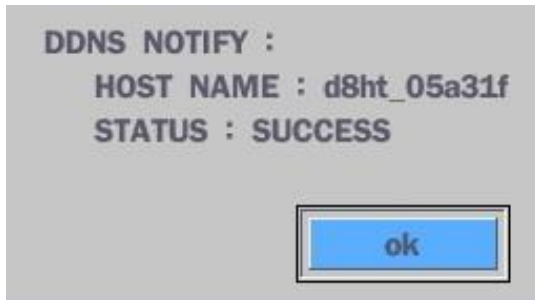 DDNS NOTIFY :
HOST NAME : d8ht_05a31f
STATUS : SUCCESS
ok